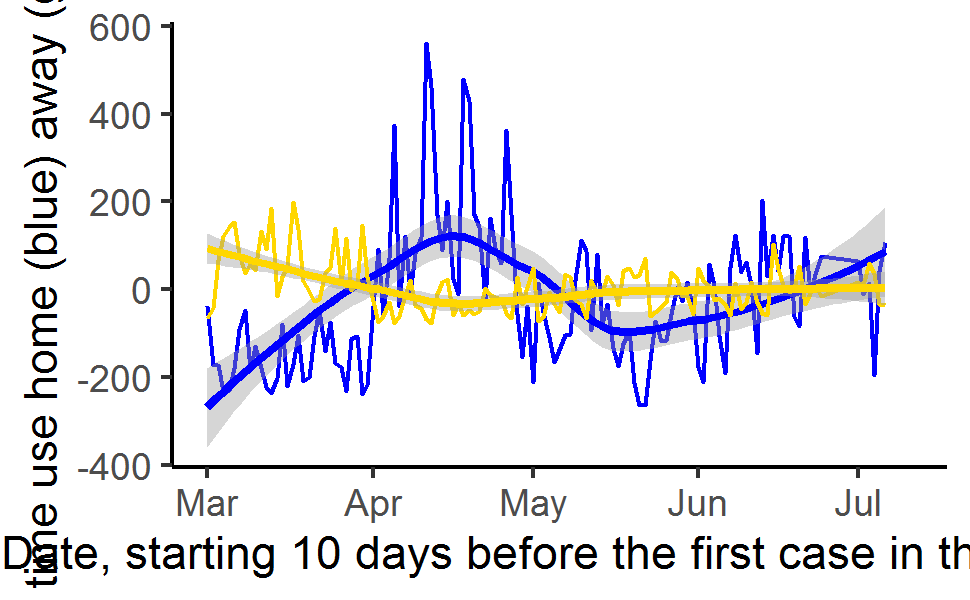 time use home (blue) away (
600
400
200
0
-200
-400
Mar Apr May Jun Jul
Date, starting 10 days before the first case in th